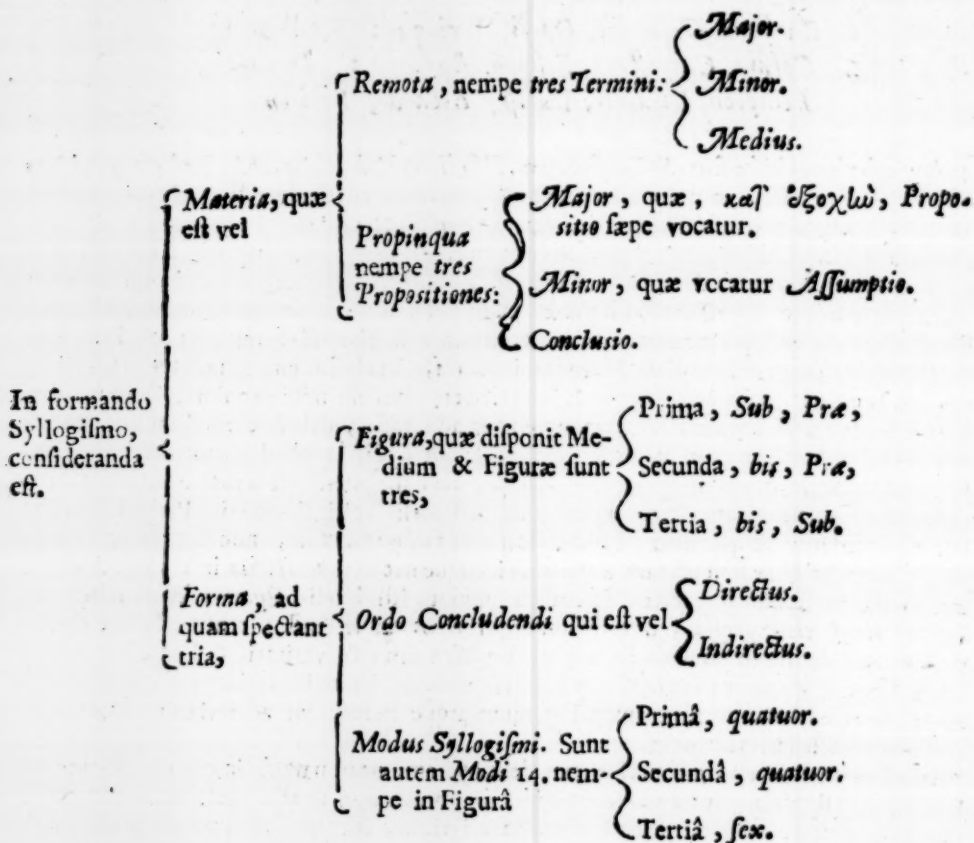 In formando
Syllogiſmo,
conſideranda
eſt.
Materia, quæ
eſt vel
Remota, nempe tres Termini:
Major.
Minor.
Medius.
Propinqua
nempe tres
Propoſitiones:
Major, quæ, κατ' ἐξοχὴν, Propo-
ſitio ſæpe vocatur.
Minor, quæ vocatur Aſſumptio.
Concluſio.
Forma, ad
quam ſpectant
tria,
Figura, quæ diſponit Me-
dium & Figuræ ſunt
tres,
Prima, Sub, Præ,
Secunda, bis, Præ,
Tertia, bis, Sub.
Ordo Concludendi qui eſt vel
Directus.
Indirectus.
Modus Syllogiſmi. Sunt
autem Modi 14. nem-
pe in Figurâ
Primâ, quatuor.
Secundâ, quatuor.
Tertiâ, ſex.